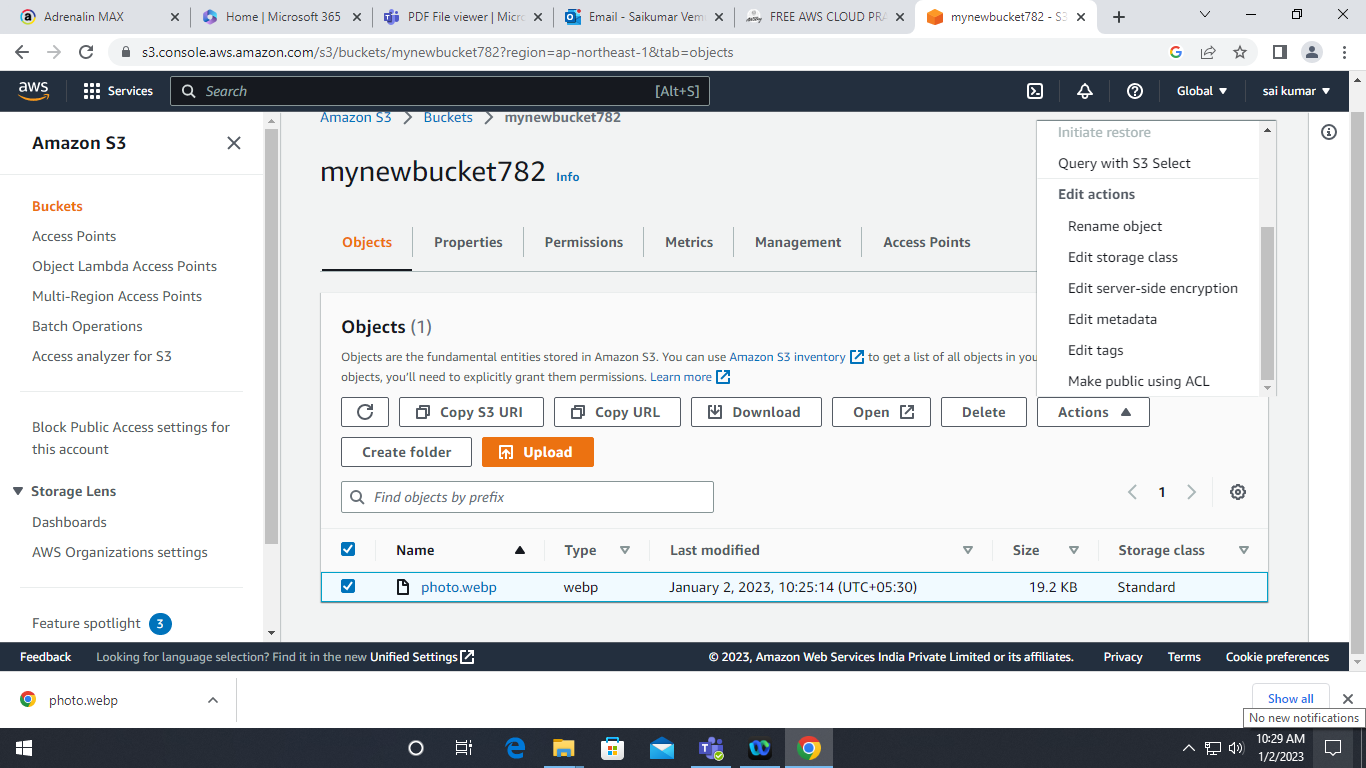 Adrenalin MAX
Home | Microsoft 365
PDF File viewer | Micr
Email - Saikumar Vem
FREE AWS CLOUD PRA
mynewbucket782 - S3
s3.console.aws.amazon.com/s3/buckets/mynewbucket782?region=ap-northeast-1&tab=objects
aws
Services
Search
[Alt+S]
Global
sai kumar
Amazon S3
Buckets
Access Points
Object Lambda Access Points
Multi-Region Access Points
Batch Operations
Access analyzer for S3
Block Public Access settings for
this account
Storage Lens
Dashboards
AWS Organizations settings
Feature spotlight 3
Amazon S3 > Buckets > mynewbucket782
mynewbucket782 Info
Objects
Properties
Permissions
Metrics
Management
Access Points
Initiate restore
Query with S3 Select
Edit actions
Rename object
Edit storage class
Edit server-side encryption
Edit metadata
Edit tags
Make public using ACL
Objects (1)
Objects are the fundamental entities stored in Amazon S3. You can use Amazon S3 inventory to get a list of all objects in you
objects, you'll need to explicitly grant them permissions. Learn more
Copy S3 URI
Copy URL
Download
Open
Delete
Actions
Create folder
Upload
Find objects by prefix
1
Name
Type
Last modified
Size
Storage class
photo.webp
webp
January 2, 2023, 10:25:14 (UTC+05:30)
19.2 KB
Standard
Feedback
Looking for language selection? Find it in the new Unified Settings
© 2023, Amazon Web Services India Private Limited or its affiliates.
Privacy
Terms
Cookie preferences
photo.webp
Show all
No new notifications
10:29 AM
1/2/2023